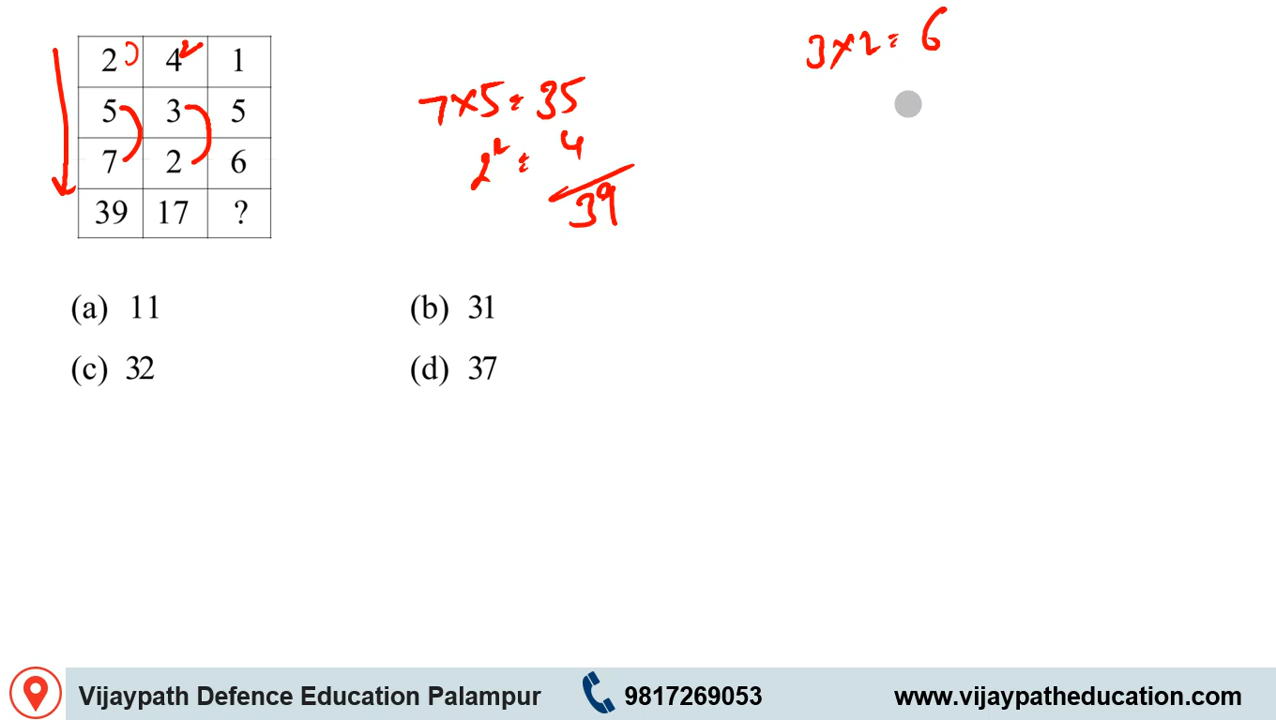 2 4² 1
5 3 5
7 2 6
39 17 ?
7×5=35
2²=4
39
3×2=6
(a) 11 (b) 31
(c) 32 (d) 37
Vijaypath Defence Education Palampur 9817269053 www.vijaypatheducation.com